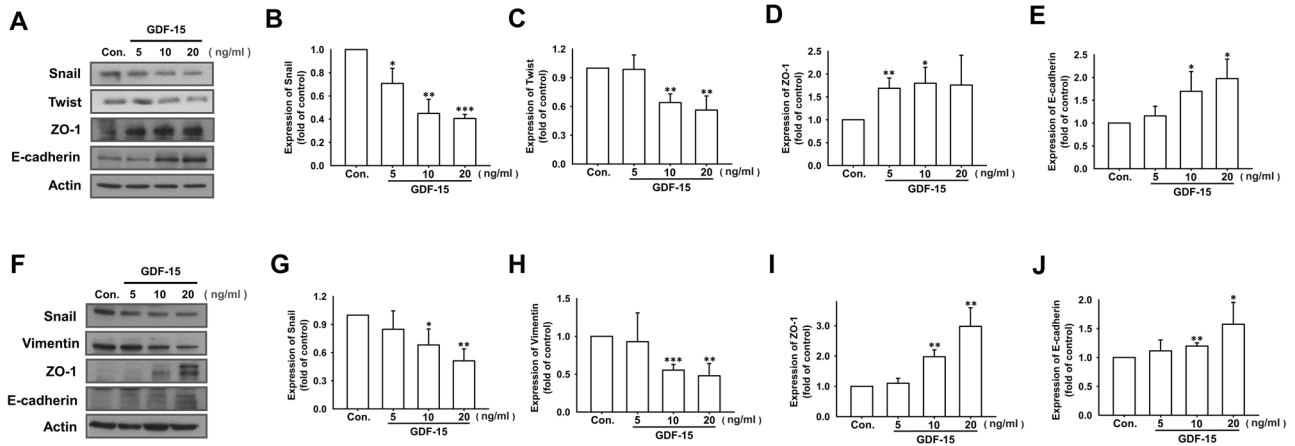 A
GDF-15
Con. 5 10 20 ( ng/ml )
Snail
Twist
ZO-1
E-cadherin
Actin
B
Expression of Snail
(fold of control)
1.0
0.8
0.6
0.4
0.2
0.0
*
**
***
Con. 5 10 20 ( ng/ml )
GDF-15
C
Expression of Twist
(fold of control)
1.2
0.9
0.6
0.3
0.0
**
**
Con. 5 10 20 ( ng/ml )
GDF-15
D
Expression of ZO-1
(fold of control)
2.5
2.0
1.5
1.0
0.5
0.0
**
*
Con. 5 10 20 ( ng/ml )
GDF-15
E
Expression of E-cadherin
(fold of control)
2.5
2.0
1.5
1.0
0.5
0.0
*
*
Con. 5 10 20 ( ng/ml )
GDF-15
F
GDF-15
Con. 5 10 20 ( ng/ml )
Snail
Vimentin
ZO-1
E-cadherin
Actin
G
Expression of Snail
(fold of control)
1.2
0.9
0.6
0.3
0.0
*
**
Con. 5 10 20 ( ng/ml )
GDF-15
H
Expression of Vimentin
(fold of control)
1.5
1.0
0.5
0.0
***
**
Con. 5 10 20 ( ng/ml )
GDF-15
I
Expression of ZO-1
(fold of control)
3.0
2.0
1.0
0.0
**
**
Con. 5 10 20 ( ng/ml )
GDF-15
J
Expression of E-cadherin
(fold of control)
2.0
1.5
1.0
0.5
0.0
**
*
Con. 5 10 20 ( ng/ml )
GDF-15